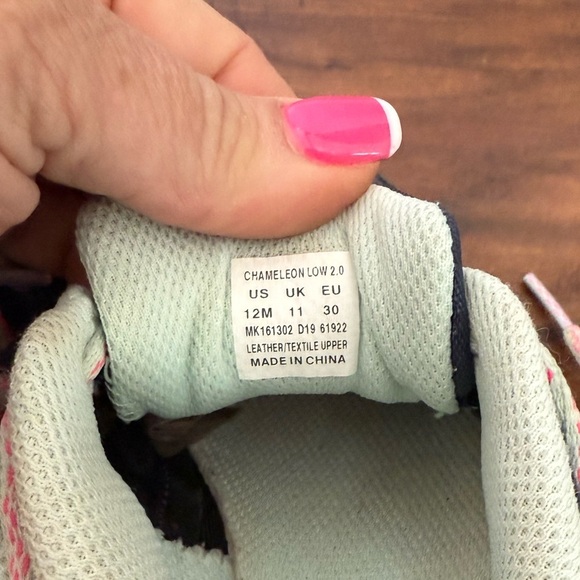 CHAMELEON LOW 2.0
US UK EU
12M 11 30
MK161302 D19 61922
LEATHER/TEXTILE UPPER
MADE IN CHINA